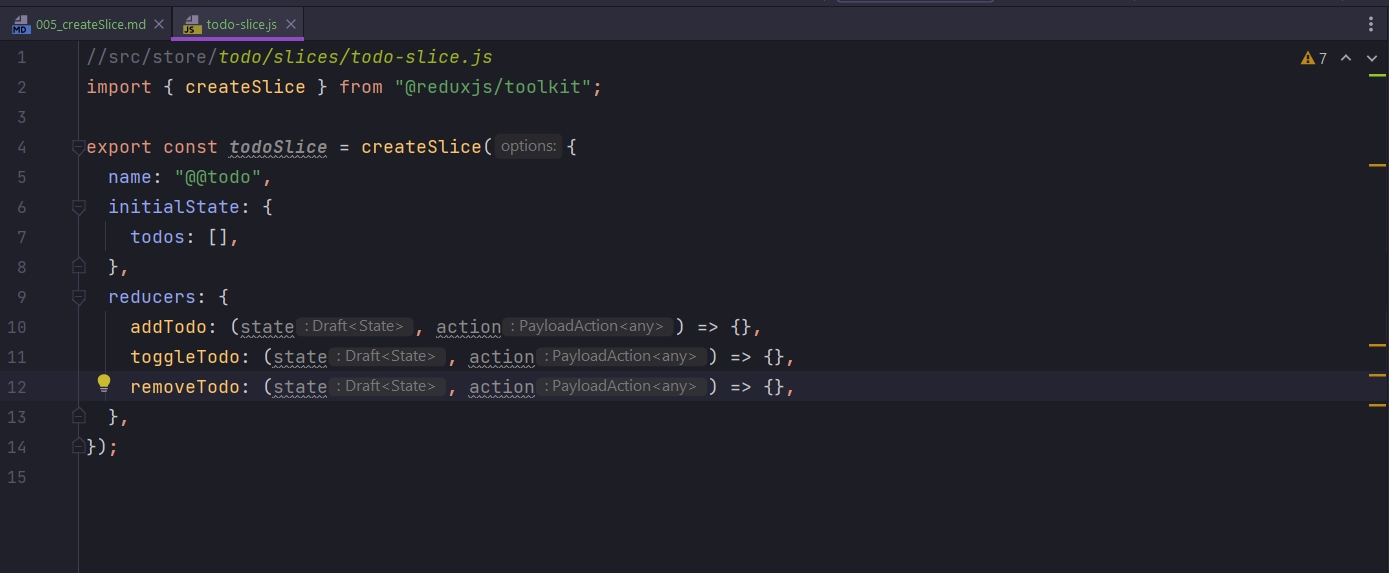 MD 005_createSlice.md JS todo-slice.js
1 //src/store/todo/slices/todo-slice.js 7
2 import { createSlice } from "@reduxjs/toolkit";
3
4 export const todoSlice = createSlice( options: {
5 name: "@@todo",
6 initialState: {
7 todos: [],
8 },
9 reducers: {
10 addTodo: (state : Draft<State> , action : PayloadAction<any> ) => {},
11 toggleTodo: (state : Draft<State> , action : PayloadAction<any> ) => {},
12 removeTodo: (state : Draft<State> , action : PayloadAction<any> ) => {},
13 },
14 });
15